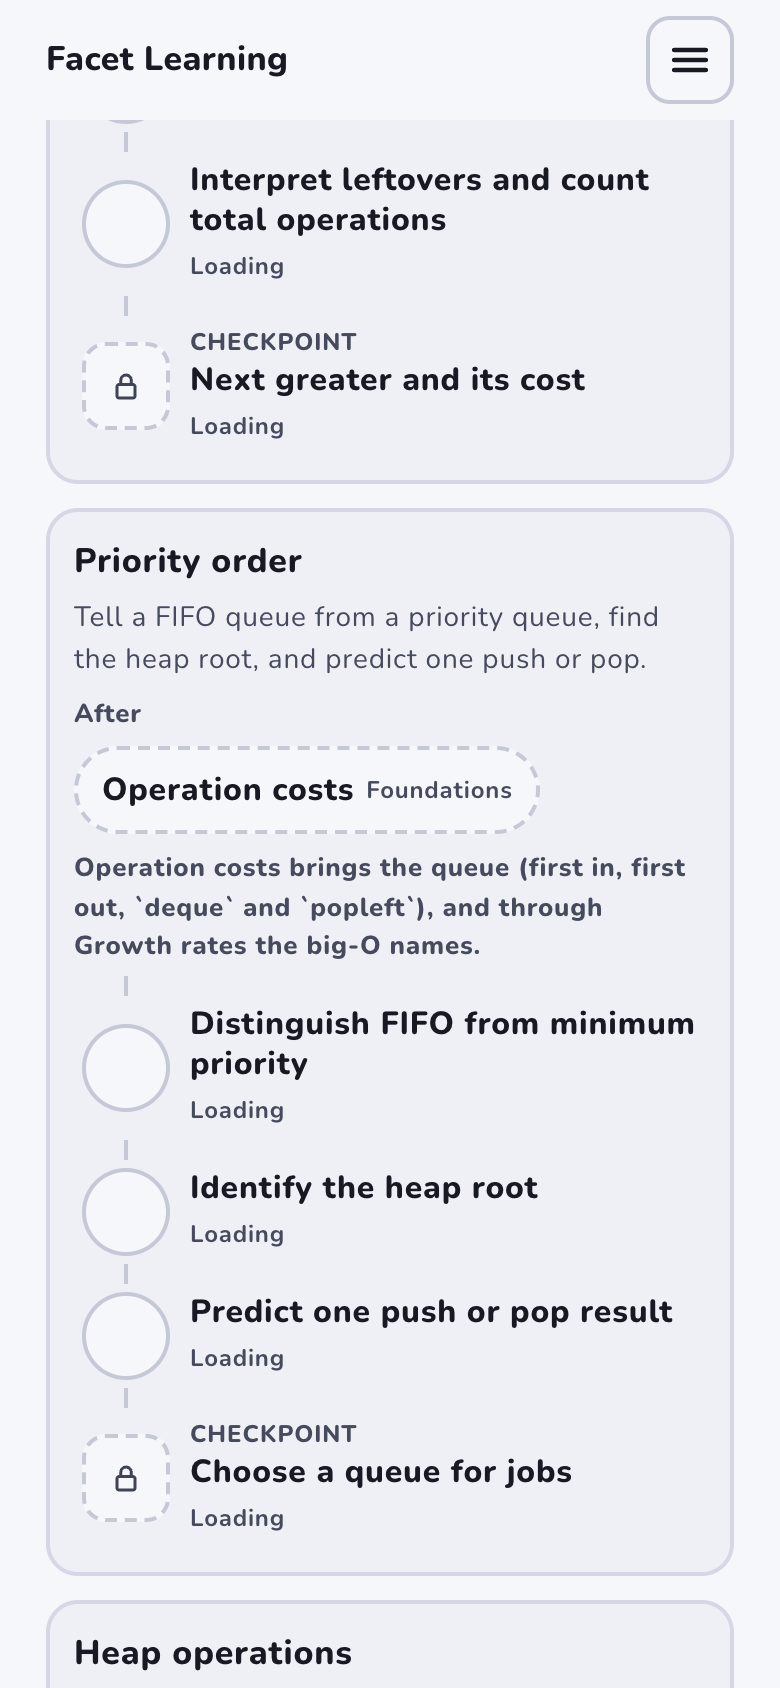 Facet Learning
Interpret leftovers and count
total operations
Loading
CHECKPOINT
Next greater and its cost
Loading
Priority order
Tell a FIFO queue from a priority queue, find
the heap root, and predict one push or pop.
After
Operation costs Foundations
Operation costs brings the queue (first in, first
out, `deque` and `popleft`), and through
Growth rates the big-O names.
Distinguish FIFO from minimum
priority
Loading
Identify the heap root
Loading
Predict one push or pop result
Loading
CHECKPOINT
Choose a queue for jobs
Loading
Heap operations